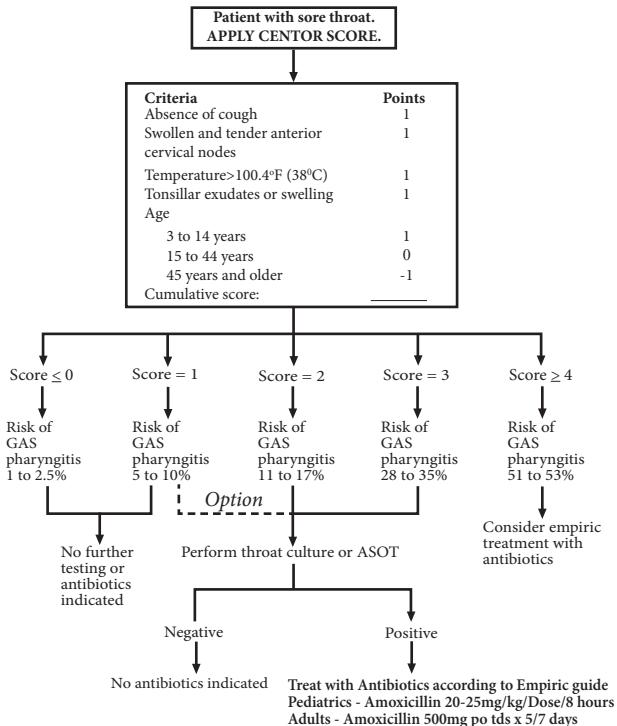 Patient with sore throat.
APPLY CENTOR SCORE.
Criteria Points
Absence of cough 1
Swollen and tender anterior 1
cervical nodes
Temperature>100.4ºF (38⁰C) 1
Tonsillar exudates or swelling 1
Age
3 to 14 years 1
15 to 44 years 0
45 years and older -1
Cumulative score: ______
Score ≤ 0
Score = 1
Score = 2
Score = 3
Score ≥ 4
Risk of
GAS
pharyngitis
1 to 2.5%
Risk of
GAS
pharyngitis
5 to 10%
Risk of
GAS
pharyngitis
11 to 17%
Risk of
GAS
pharyngitis
28 to 35%
Risk of
GAS
pharyngitis
51 to 53%
Option
No further
testing or
antibiotics
indicated
Perform throat culture or ASOT
Consider empiric
treatment with
antibiotics
Negative
Positive
No antibiotics indicated
Treat with Antibiotics according to Empiric guide
Pediatrics - Amoxicillin 20-25mg/kg/Dose/8 hours
Adults - Amoxicillin 500mg po tds x 5/7 days